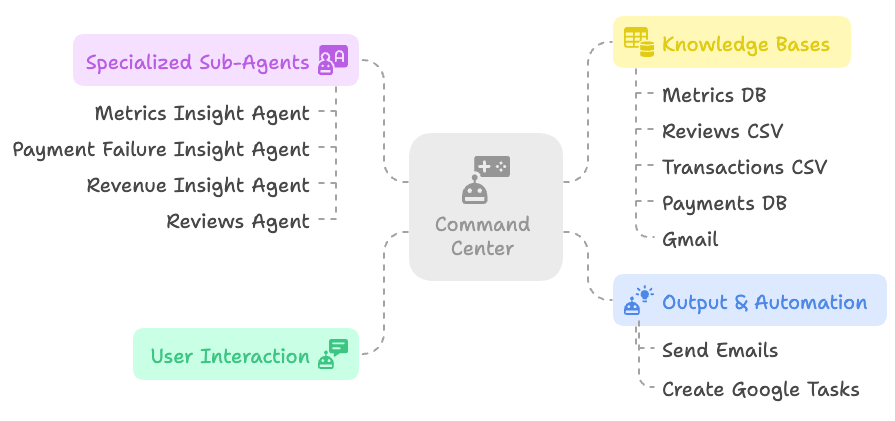 Specialized Sub-Agents
Metrics Insight Agent
Payment Failure Insight Agent
Revenue Insight Agent
Reviews Agent
User Interaction
Command
Center
Knowledge Bases
Metrics DB
Reviews CSV
Transactions CSV
Payments DB
Gmail
Output & Automation
Send Emails
Create Google Tasks